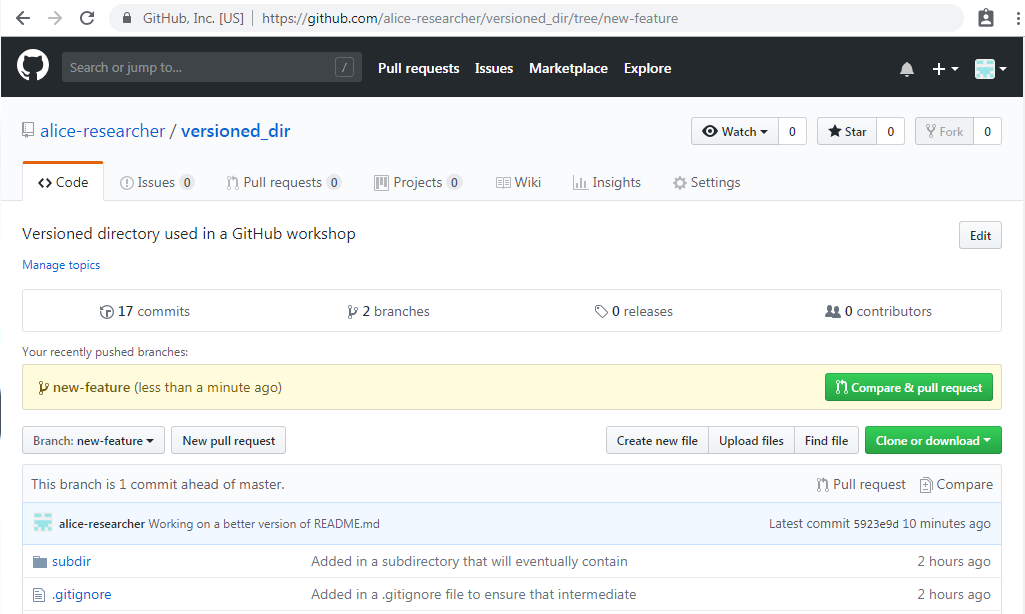 GitHub, Inc. [US] | https://github.com/alice-researcher/versioned_dir/tree/new-feature
Search or jump to... / Pull requests Issues Marketplace Explore
alice-researcher / versioned_dir Watch 0 Star 0 Fork 0
Code Issues 0 Pull requests 0 Projects 0 Wiki Insights Settings
Versioned directory used in a GitHub workshop Edit
Manage topics
17 commits 2 branches 0 releases 0 contributors
Your recently pushed branches:
new-feature (less than a minute ago) Compare & pull request
Branch: new-feature New pull request Create new file Upload files Find file Clone or download
This branch is 1 commit ahead of master. Pull request Compare
alice-researcher Working on a better version of README.md Latest commit 5923e9d 10 minutes ago
subdir Added in a subdirectory that will eventually contain 2 hours ago
.gitignore Added in a .gitignore file to ensure that intermediate 2 hours ago